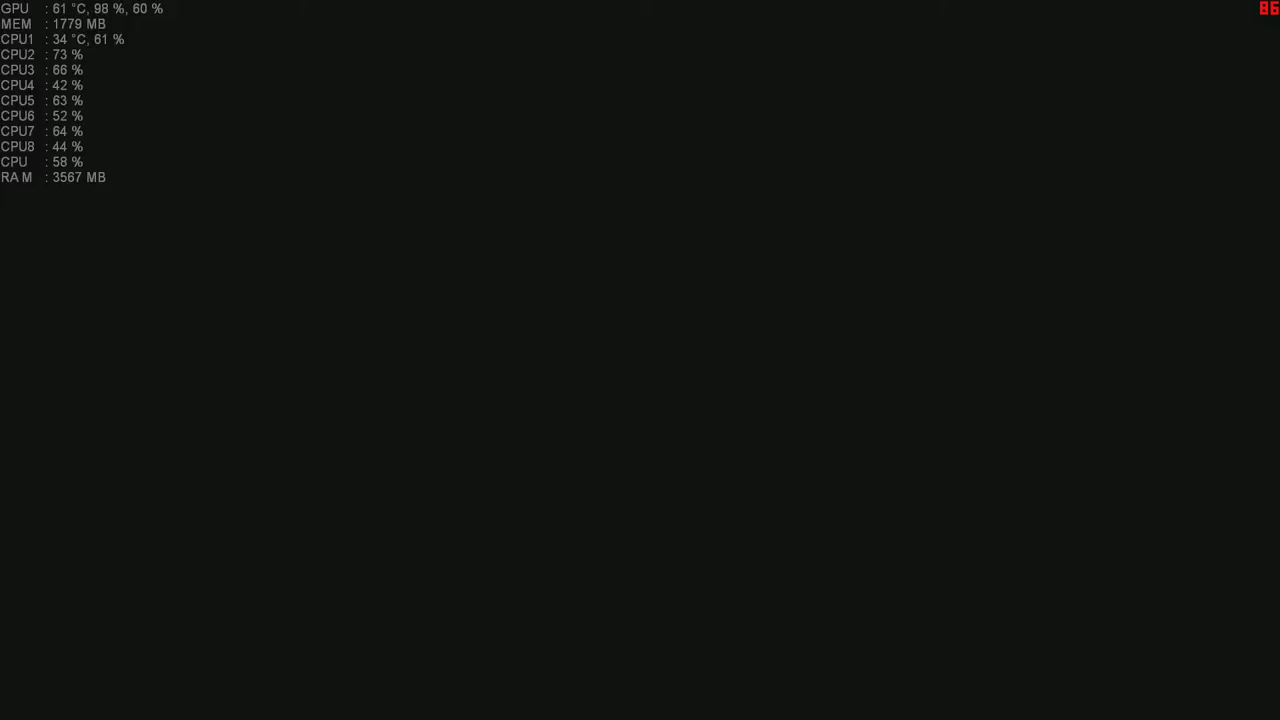 GPU : 61 °C, 98 %, 60 %
86
MEM : 1779 MB
CPU1 : 34 °C, 61 %
CPU2 : 73 %
CPU3 : 66 %
CPU4 : 42 %
CPU5 : 63 %
CPU6 : 52 %
CPU7 : 64 %
CPU8 : 44 %
CPU : 58 %
RAM : 3567 MB